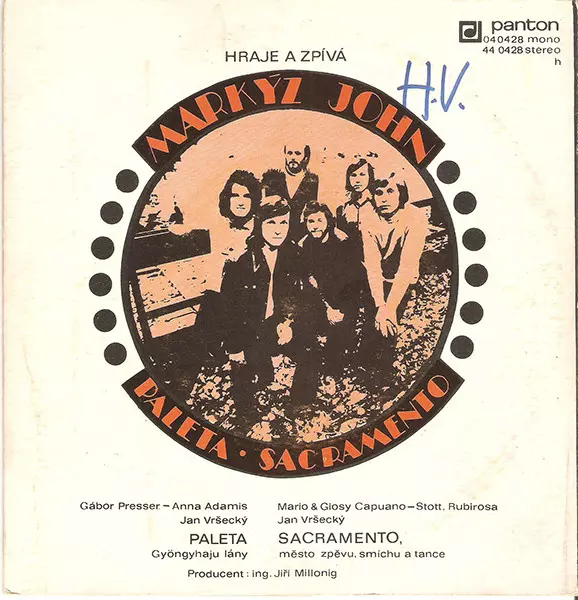 panton
040428 mono
44 0428 stereo
h
HRAJE A ZPÍVÁ
H.V.
MARKÝZ JOHN
PALETA · SACRAMENTO
Gábor Presser – Anna Adamis
Jan Vršecký
PALETA
Gyöngyhaju lány
Mario & Glosy Capuano – Stott, Rubirosa
Jan Vršecký
SACRAMENTO,
město zpěvu, smíchu a tance
Producent: ing. Jiří Millonig